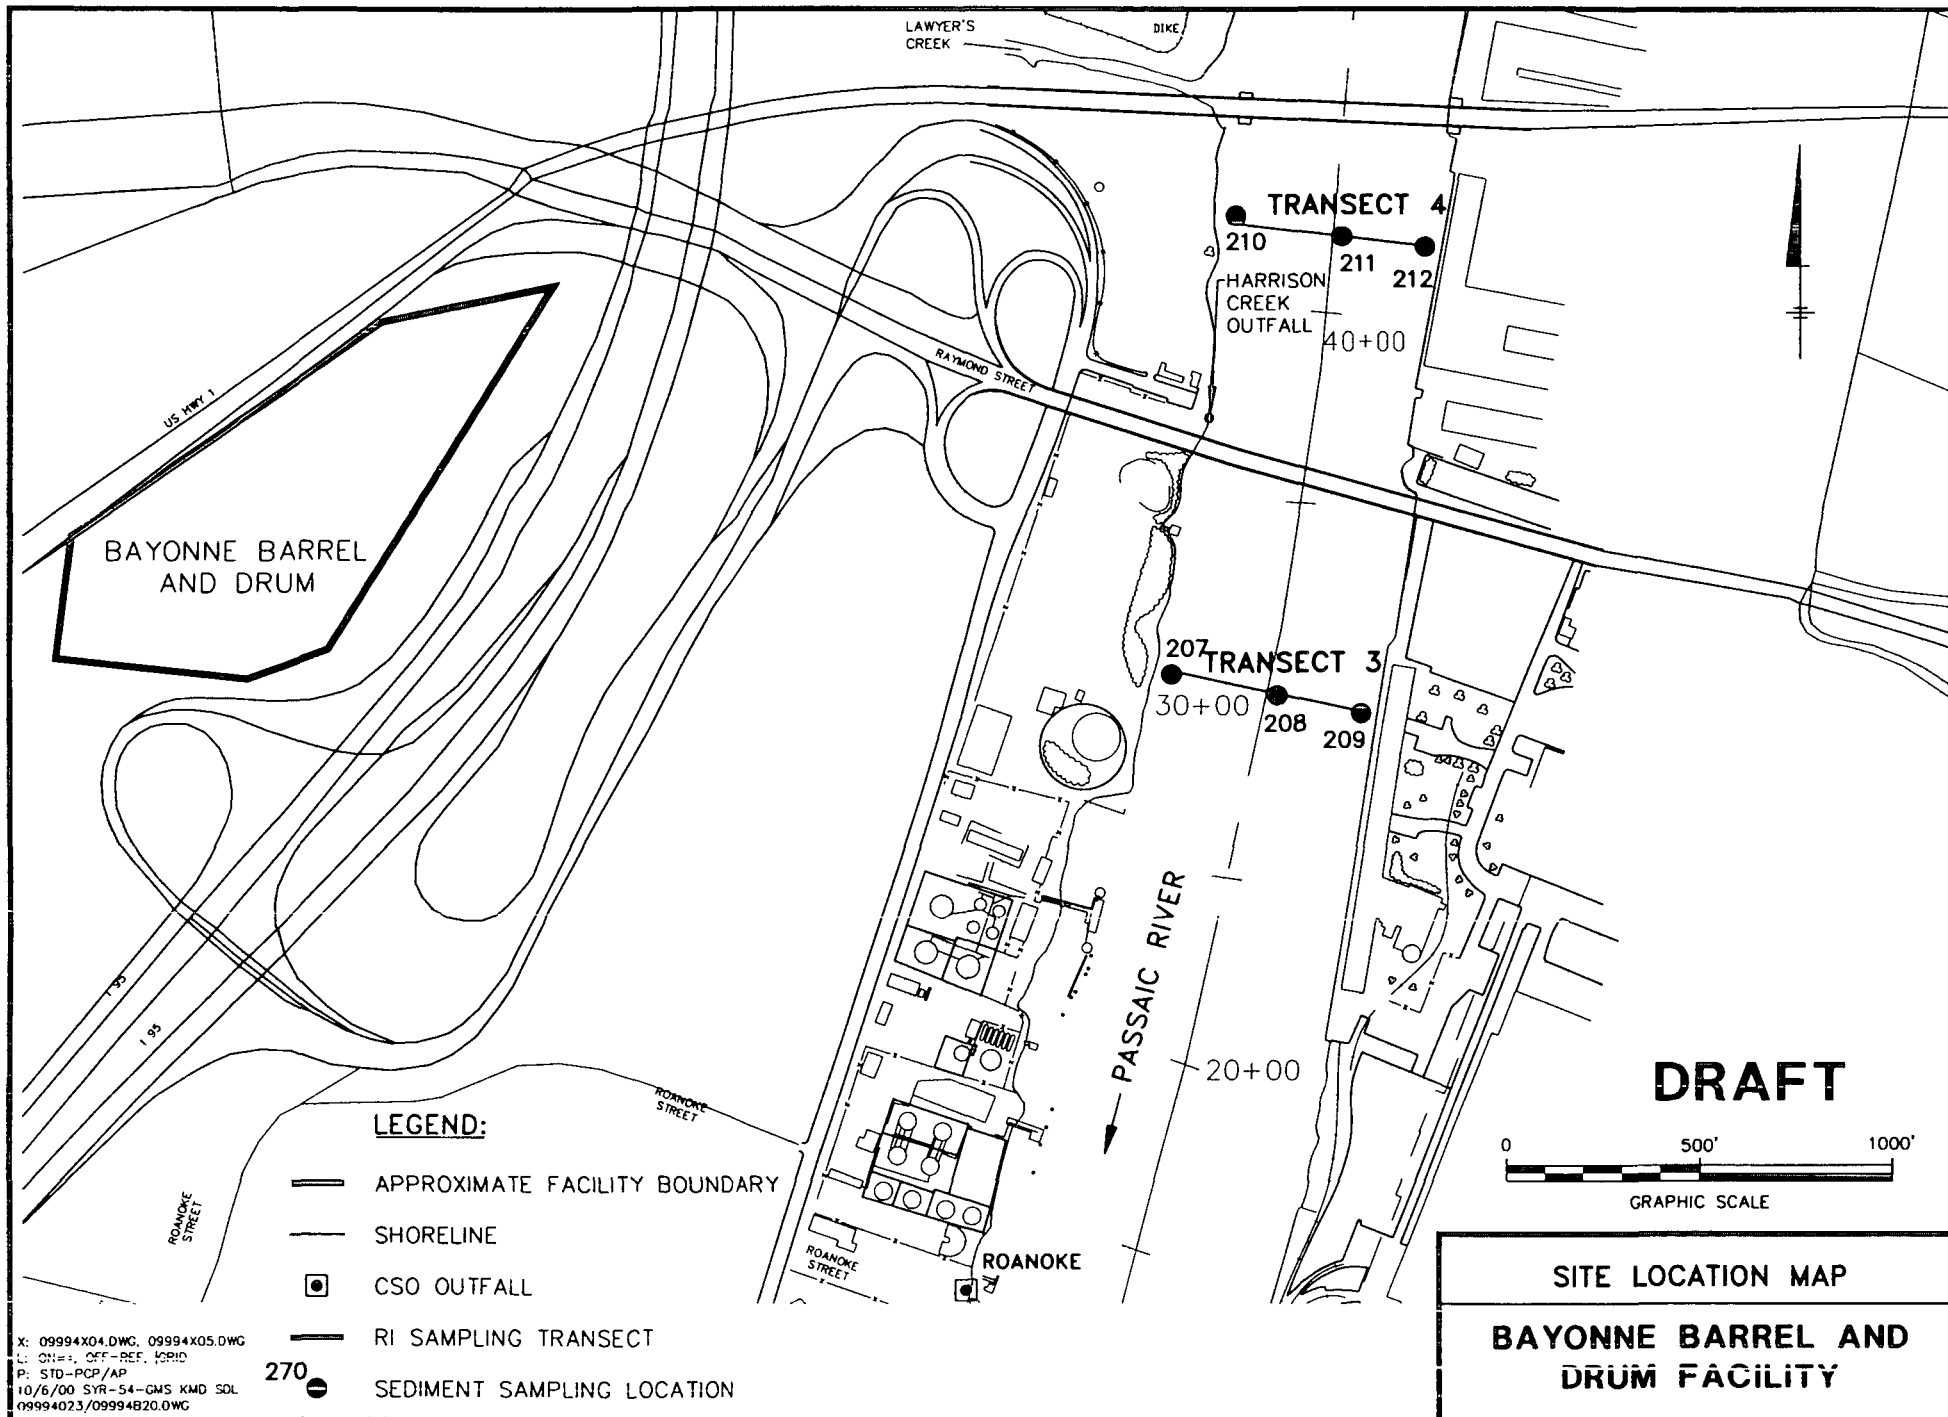 LAWYER'S
CREEK
DIKE
TRANSECT 4
210
211
212
HARRISON
CREEK
OUTFALL
40+00
RAYMOND STREET
US HWY 1
BAYONNE BARREL
AND DRUM
207
TRANSECT 3
30+00
208
209
PASSAIC RIVER
I 95
I 95
20+00
ROANOKE
STREET
ROANOKE
STREET
ROANOKE
STREET
ROANOKE
LEGEND:
APPROXIMATE FACILITY BOUNDARY
SHORELINE
CSO OUTFALL
RI SAMPLING TRANSECT
270
SEDIMENT SAMPLING LOCATION
X: 09994X04.DWG, 09994X05.DWG
L: OFF=REF,
P: STD-PCP/AP
10/6/00 SYR-54-GMS KMD SDL
09994023/09994B20.DWG
DRAFT
0 500' 1000'
GRAPHIC SCALE
SITE LOCATION MAP
BAYONNE BARREL AND
DRUM FACILITY